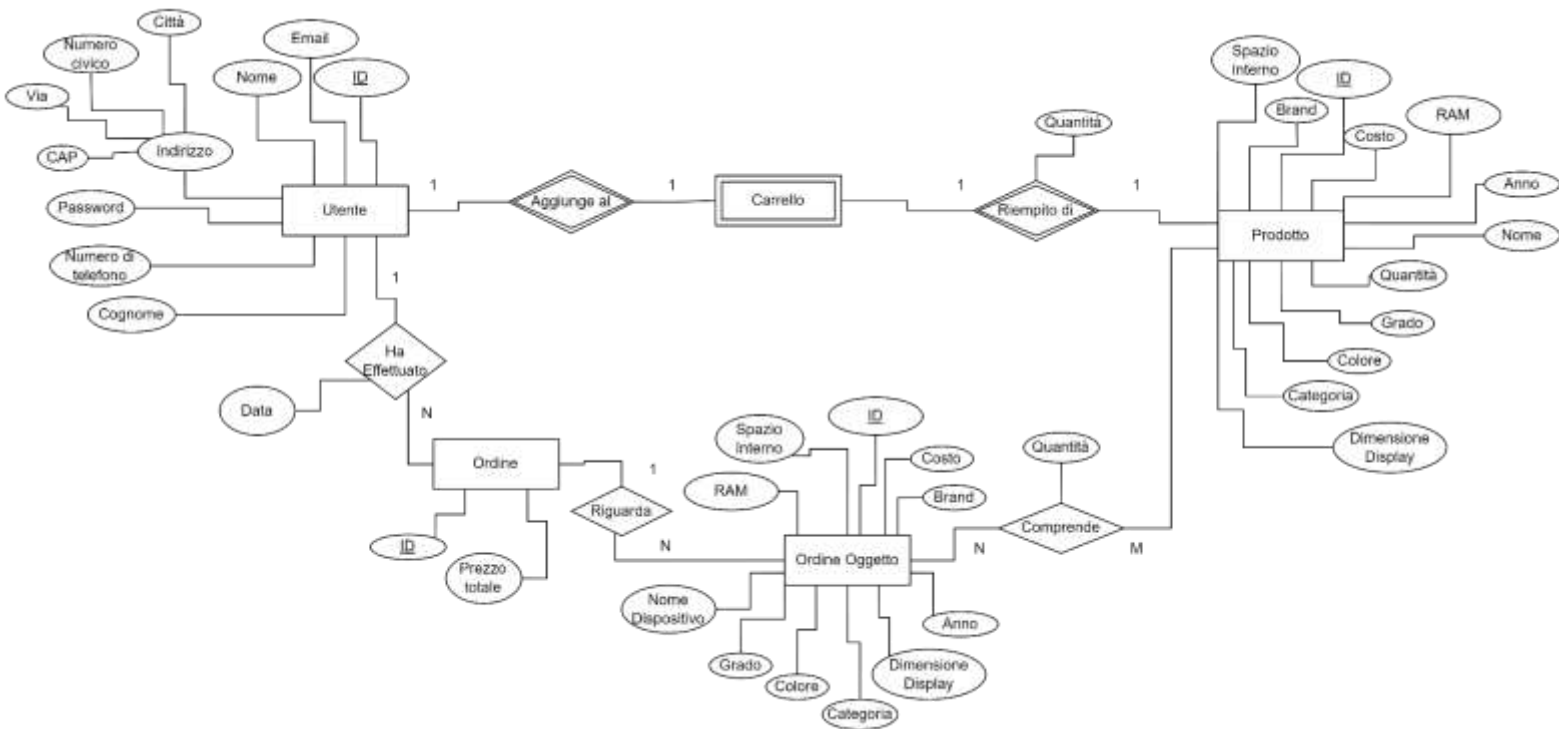 Città
Numero
civico
Email
Nome
ID
Via
CAP
Indirizzo
Password
Utente
Numero di
telefono
Cognome
1
Aggiunge al
1
Carrello
1
Quantità
Riempito di
1
Spazio
Interno
ID
Brand
Costo
RAM
Anno
Prodotto
Nome
Quantità
Grado
Colore
Categoria
Dimensione
Display
1
Ha
Effettuato
Data
N
Ordine
ID
Prezzo
totale
1
Riguarda
N
Spazio
Interno
ID
Costo
RAM
Brand
Ordine Oggetto
Nome
Dispositivo
Grado
Colore
Categoria
Dimensione
Display
Anno
N
Quantità
Comprende
M